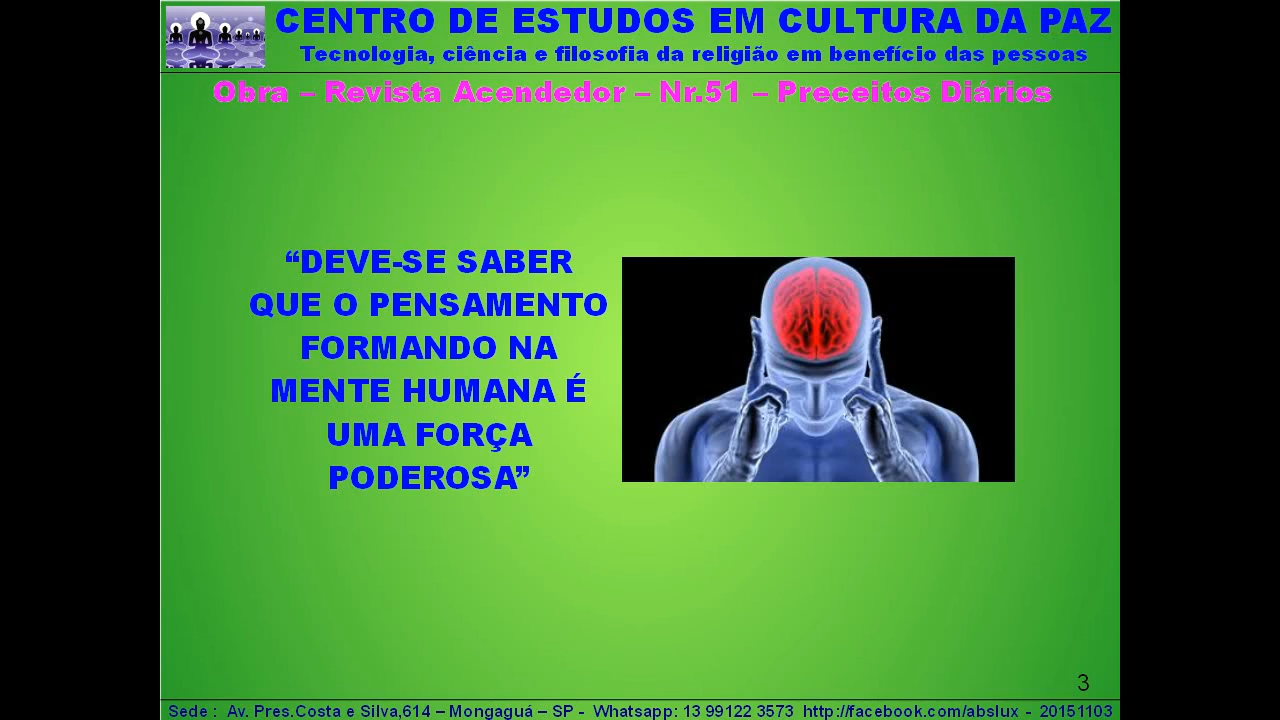 CENTRO DE ESTUDOS EM CULTURA DA PAZ
Tecnologia, ciência e filosofia da religião em benefício das pessoas
Obra – Revista Acendedor – Nr.51 – Preceitos Diários
“DEVE-SE SABER
QUE O PENSAMENTO
FORMANDO NA
MENTE HUMANA É
UMA FORÇA
PODEROSA”
3
Sede : Av. Pres.Costa e Silva,614 – Mongaguá – SP - Whatsapp: 13 99122 3573 http://facebook.com/abslux - 20151103